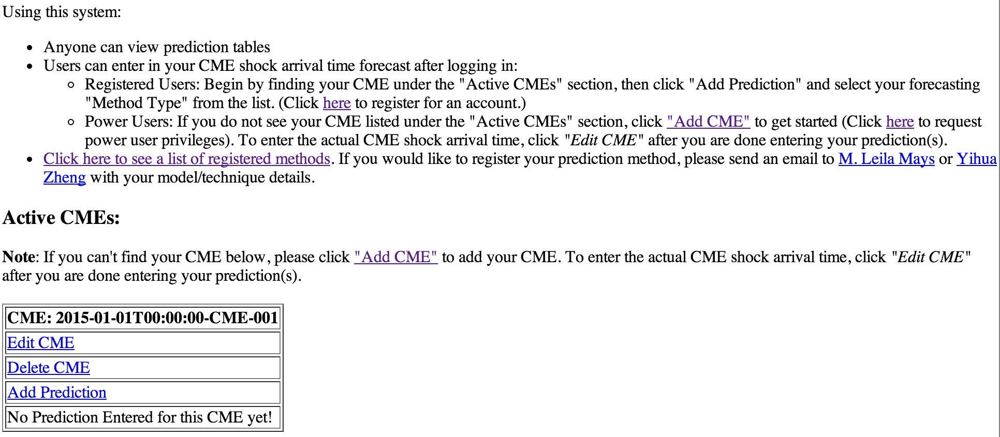 Using this system:
Anyone can view prediction tables
Users can enter in your CME shock arrival time forecast after logging in:
Registered Users: Begin by finding your CME under the "Active CMEs" section, then click "Add Prediction" and select your forecasting
"Method Type" from the list. (Click here to register for an account.)
Power Users: If you do not see your CME listed under the "Active CMEs" section, click "Add CME" to get started (Click here to request
power user privileges). To enter the actual CME shock arrival time, click "Edit CME" after you are done entering your prediction(s).
Click here to see a list of registered methods. If you would like to register your prediction method, please send an email to M. Leila Mays or Yihua
Zheng with your model/technique details.
Active CMEs:
Note: If you can't find your CME below, please click "Add CME" to add your CME. To enter the actual CME shock arrival time, click "Edit CME"
after you are done entering your prediction(s).
CME: 2015-01-01T00:00:00-CME-001
Edit CME
Delete CME
Add Prediction
No Prediction Entered for this CME yet!